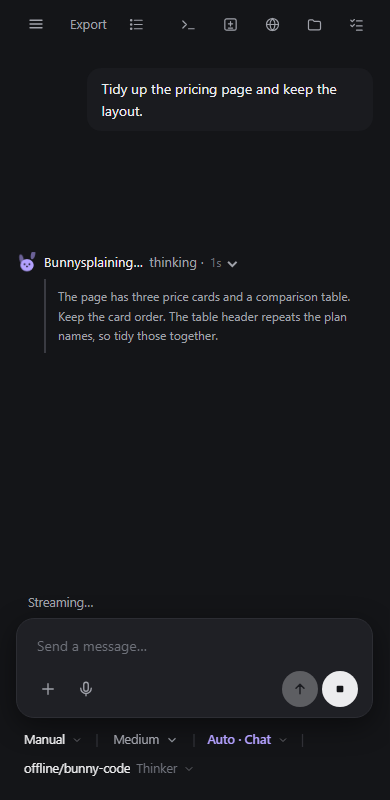 Export
Tidy up the pricing page and keep the
layout.
Bunnysplaining... thinking · 1s
The page has three price cards and a comparison table.
Keep the card order. The table header repeats the plan
names, so tidy those together.
Streaming...
Send a message...
Manual | Medium | Auto · Chat |
offline/bunny-code Thinker